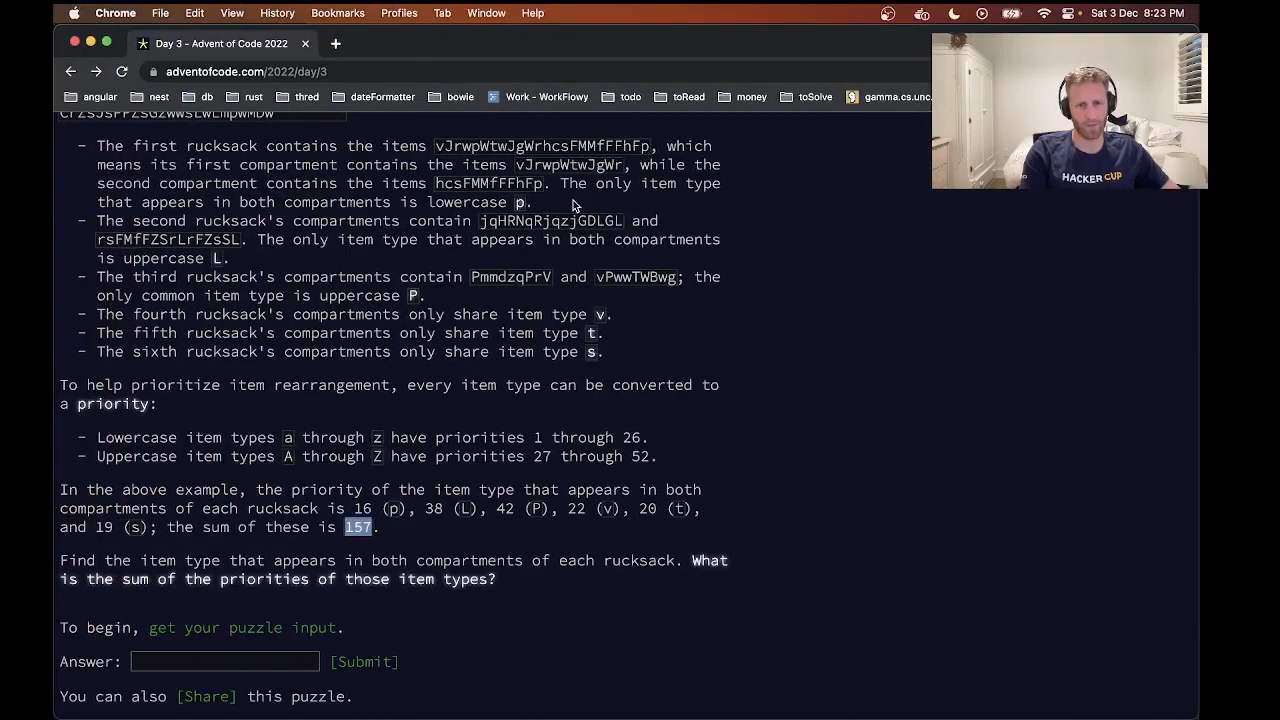 Chrome File Edit View History Bookmarks Profiles Tab Window Help Sat 3 Dec 8:23 PM
Day 3 - Advent of Code 2022
adventofcode.com/2022/day/3
angular nest db rust thred dateFormatter bowie Work - WorkFlowy todo toRead money toSolve gamma.cs.unc.
CrZsJsPPZsGzwwsLwLmpwMDw
- The first rucksack contains the items vJrwpWtwJgWrhcsFMMfFFhFp, which
means its first compartment contains the items vJrwpWtwJgWr, while the
second compartment contains the items hcsFMMfFFhFp. The only item type
that appears in both compartments is lowercase p.
- The second rucksack's compartments contain jqHRNqRjqzjGDLGL and
rsFMfFZSrLrFZsSL. The only item type that appears in both compartments
is uppercase L.
- The third rucksack's compartments contain PmmdzqPrV and vPwwTWBwg; the
only common item type is uppercase P.
- The fourth rucksack's compartments only share item type v.
- The fifth rucksack's compartments only share item type t.
- The sixth rucksack's compartments only share item type s.
To help prioritize item rearrangement, every item type can be converted to
a priority:
- Lowercase item types a through z have priorities 1 through 26.
- Uppercase item types A through Z have priorities 27 through 52.
In the above example, the priority of the item type that appears in both
compartments of each rucksack is 16 (p), 38 (L), 42 (P), 22 (v), 20 (t),
and 19 (s); the sum of these is 157.
Find the item type that appears in both compartments of each rucksack. What
is the sum of the priorities of those item types?
To begin, get your puzzle input.
Answer: [Submit]
You can also [Share] this puzzle.
HACKER CUP